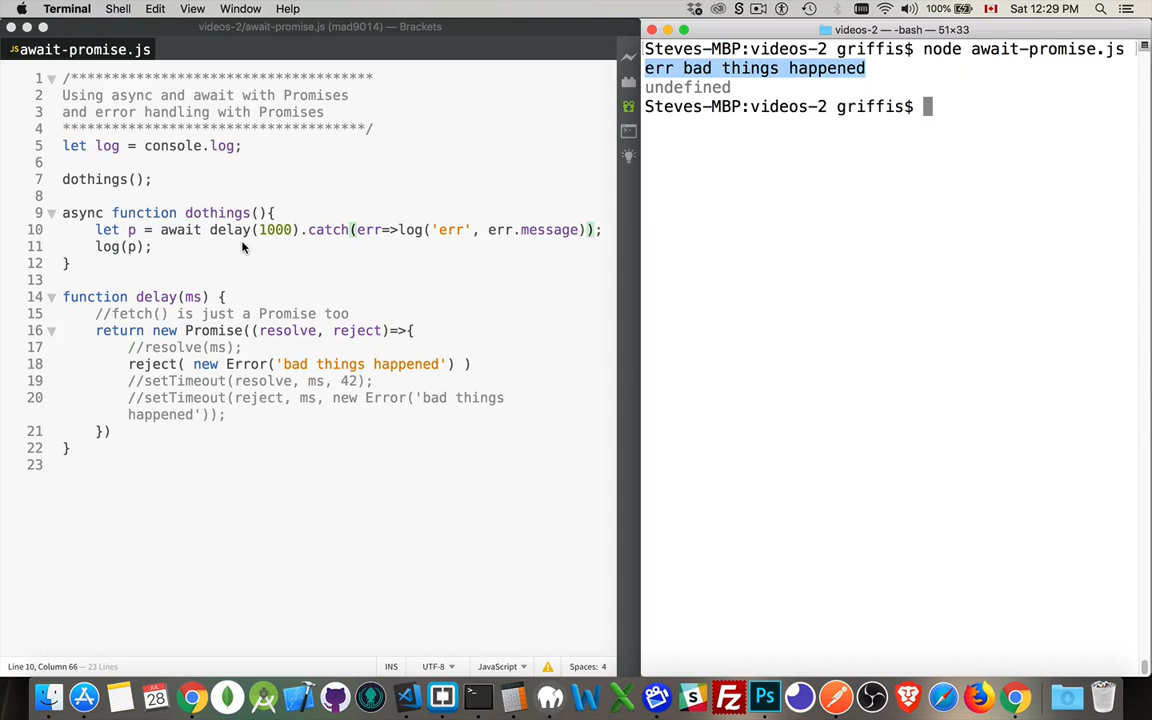 Terminal Shell Edit View Window Help 100% Sat 12:29 PM
videos-2/await-promise.js (mad9014) — Brackets
videos-2 — -bash — 51×33
JS await-promise.js
1 /*************************************
2 Using async and await with Promises
3 and error handling with Promises
4 *************************************/
5 let log = console.log;
6
7 dothings();
8
9 async function dothings(){
10 let p = await delay(1000).catch(err=>log('err', err.message));
11 log(p);
12 }
13
14 function delay(ms) {
15 //fetch() is just a Promise too
16 return new Promise((resolve, reject)=>{
17 //resolve(ms);
18 reject( new Error('bad things happened') )
19 //setTimeout(resolve, ms, 42);
20 //setTimeout(reject, ms, new Error('bad things
happened'));
21 })
22 }
23
Steves-MBP:videos-2 griffis$ node await-promise.js
err bad things happened
undefined
Steves-MBP:videos-2 griffis$
Line 10, Column 66 — 23 Lines INS UTF-8 JavaScript Spaces: 4
JUL
28